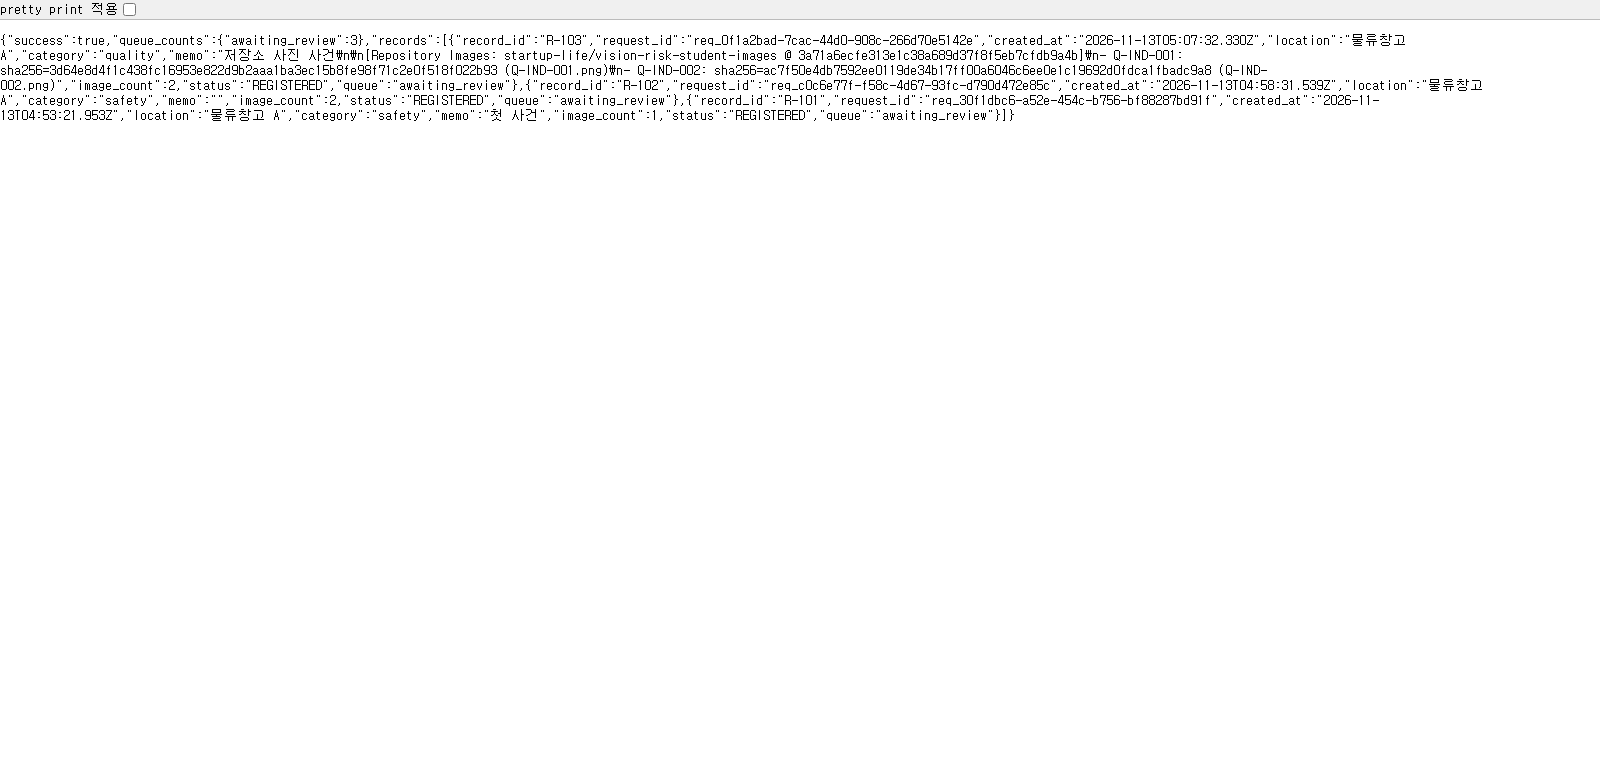 pretty print 적용
{"success":true,"queue_counts":{"awaiting_review":3},"records":[{"record_id":"R-103","request_id":"req_0f1a2bad-7cac-44d0-908c-266d70e5142e","created_at":"2026-11-13T05:07:32.330Z","location":"물류창고
A","category":"quality","memo":"저장소 사진 사건\n\n[Repository Images: startup-life/vision-risk-student-images @ 3a71a6ecfe313e1c38a689d37f8f5eb7cfdb9a4b]\n- Q-IND-001:
sha256=3d64e8d4f1c438fc16953e822d9b2aaa1ba3ec15b8fe98f71c2e0f518f022b93 (Q-IND-001.png)\n- Q-IND-002: sha256=ac7f50e4db7592ee0119de34b17ff00a6046c6ee0e1c19692d0fdca1fbadc9a8 (Q-IND-
002.png)","image_count":2,"status":"REGISTERED","queue":"awaiting_review"},{"record_id":"R-102","request_id":"req_c0c6e77f-f58c-4d67-93fc-d790d472e85c","created_at":"2026-11-13T04:58:31.539Z","location":"물류창고
A","category":"safety","memo":"","image_count":2,"status":"REGISTERED","queue":"awaiting_review"},{"record_id":"R-101","request_id":"req_30f1dbc6-a52e-454c-b756-bf88287bd91f","created_at":"2026-11-
13T04:53:21.953Z","location":"물류창고 A","category":"safety","memo":"첫 사건","image_count":1,"status":"REGISTERED","queue":"awaiting_review"}]}